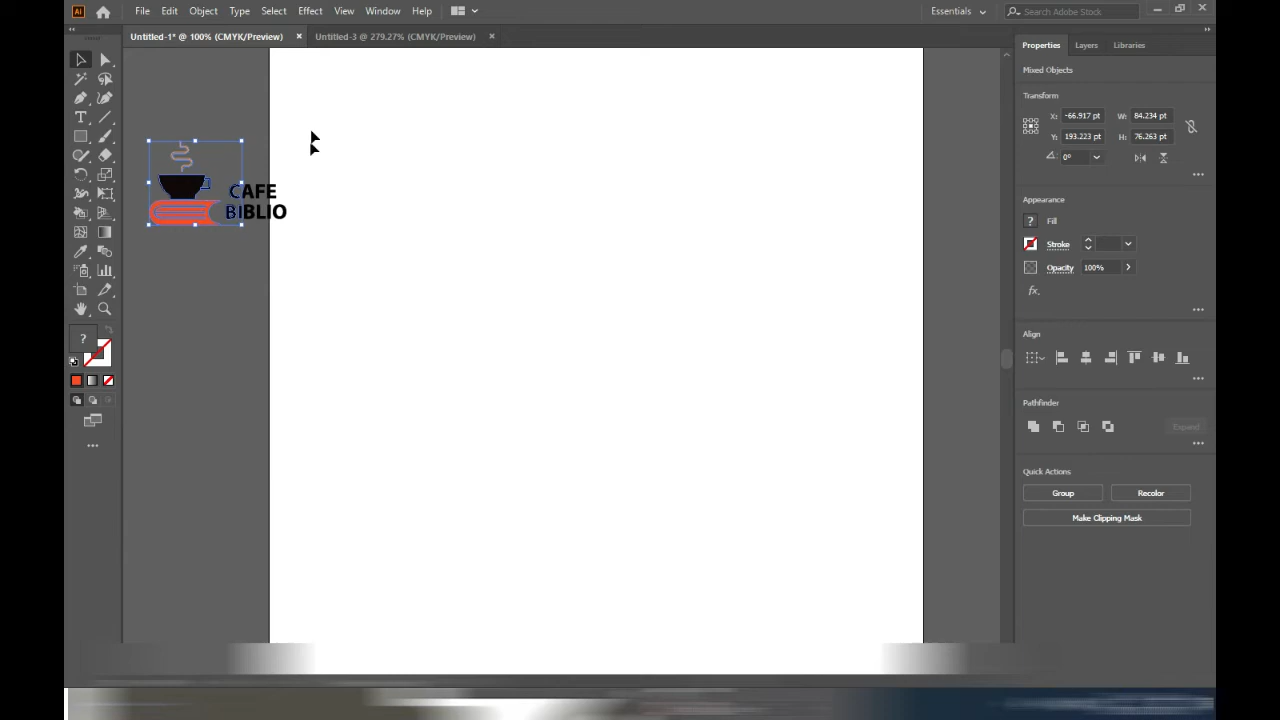 Ai File Edit Object Type Select Effect View Window Help Essentials Search Adobe Stock
Untitled-1* @ 100% (CMYK/Preview) × Untitled-3 @ 279.27% (CMYK/Preview) ×
Properties Layers Libraries
Mixed Objects
Transform
X: -66.917 pt W: 84.234 pt
Y: 193.223 pt H: 76.263 pt
0°
Appearance
? Fill
Stroke
Opacity 100%
fx.
Align
Pathfinder
Expand
Quick Actions
Group Recolor
Make Clipping Mask
CAFE
BIBLIO
T
?